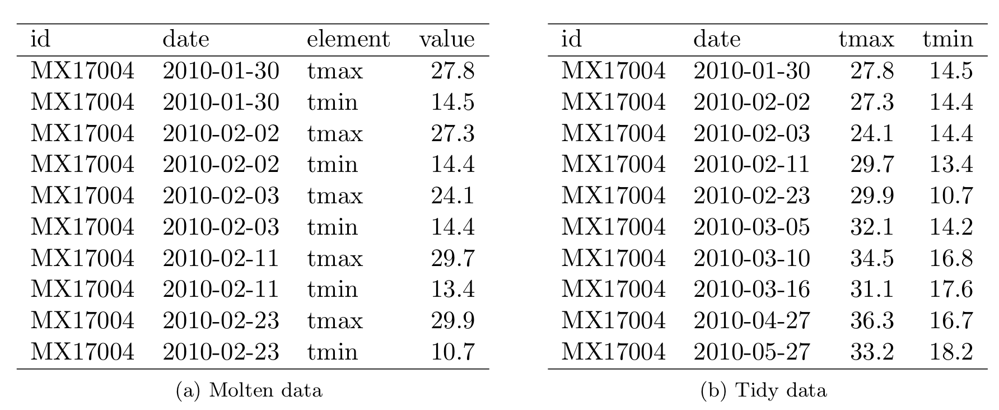 id date element value
MX17004 2010-01-30 tmax 27.8
MX17004 2010-01-30 tmin 14.5
MX17004 2010-02-02 tmax 27.3
MX17004 2010-02-02 tmin 14.4
MX17004 2010-02-03 tmax 24.1
MX17004 2010-02-03 tmin 14.4
MX17004 2010-02-11 tmax 29.7
MX17004 2010-02-11 tmin 13.4
MX17004 2010-02-23 tmax 29.9
MX17004 2010-02-23 tmin 10.7
(a) Molten data
id date tmax tmin
MX17004 2010-01-30 27.8 14.5
MX17004 2010-02-02 27.3 14.4
MX17004 2010-02-03 24.1 14.4
MX17004 2010-02-11 29.7 13.4
MX17004 2010-02-23 29.9 10.7
MX17004 2010-03-05 32.1 14.2
MX17004 2010-03-10 34.5 16.8
MX17004 2010-03-16 31.1 17.6
MX17004 2010-04-27 36.3 16.7
MX17004 2010-05-27 33.2 18.2
(b) Tidy data